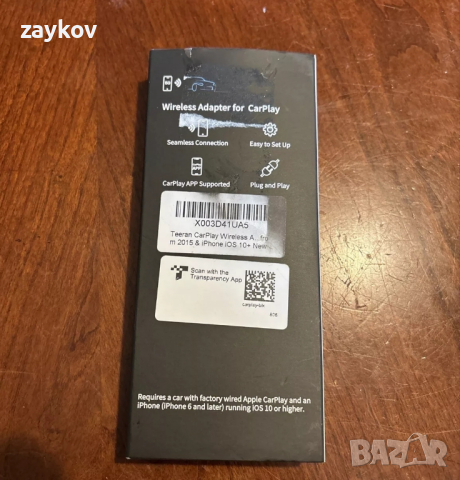 zaykov
Wireless Adapter for CarPlay
Seamless Connection
Easy to Set Up
CarPlay APP Supported
Plug and Play
X003D41UA5
Teeran CarPlay Wireless A...fro
m 2015 & iPhone iOS 10+ New
Scan with the
Transparency App
Requires a car with factory wired Apple CarPlay and an
iPhone (iPhone 6 and later) running iOS 10 or higher.
BAZAR